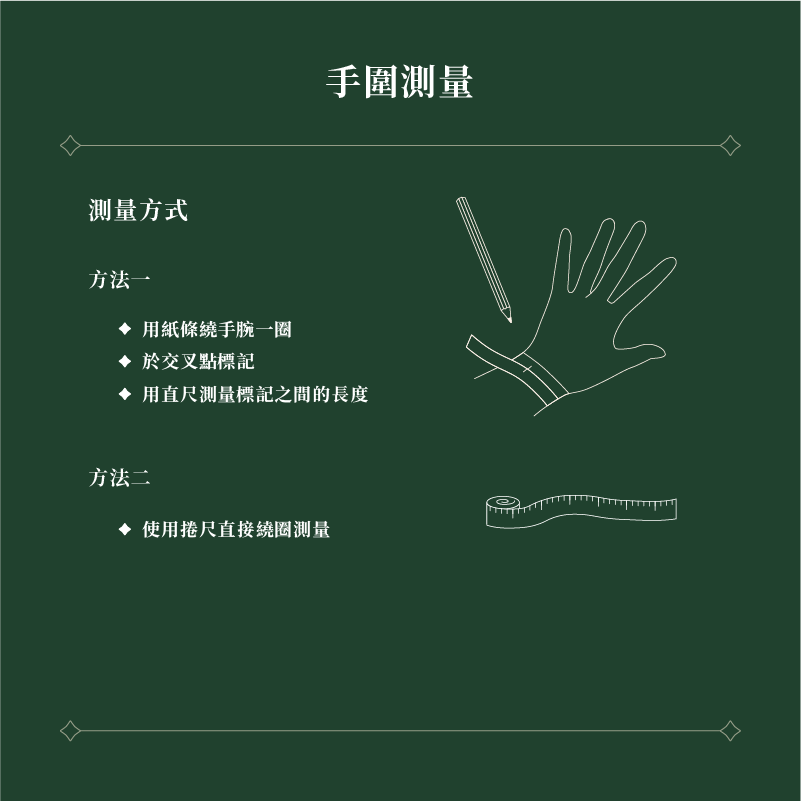 手圍測量
測量方式
方法一
◆ 用紙條繞手腕一圈
◆ 於交叉點標記
◆ 用直尺測量標記之間的長度
方法二
◆ 使用捲尺直接繞圈測量